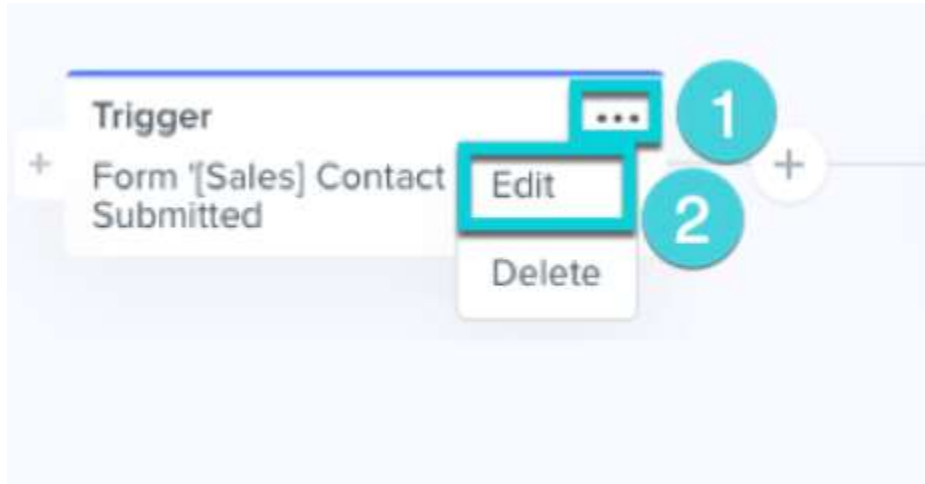 Trigger
...
1
Form '[Sales] Contact
Submitted
Edit
2
Delete
+
+